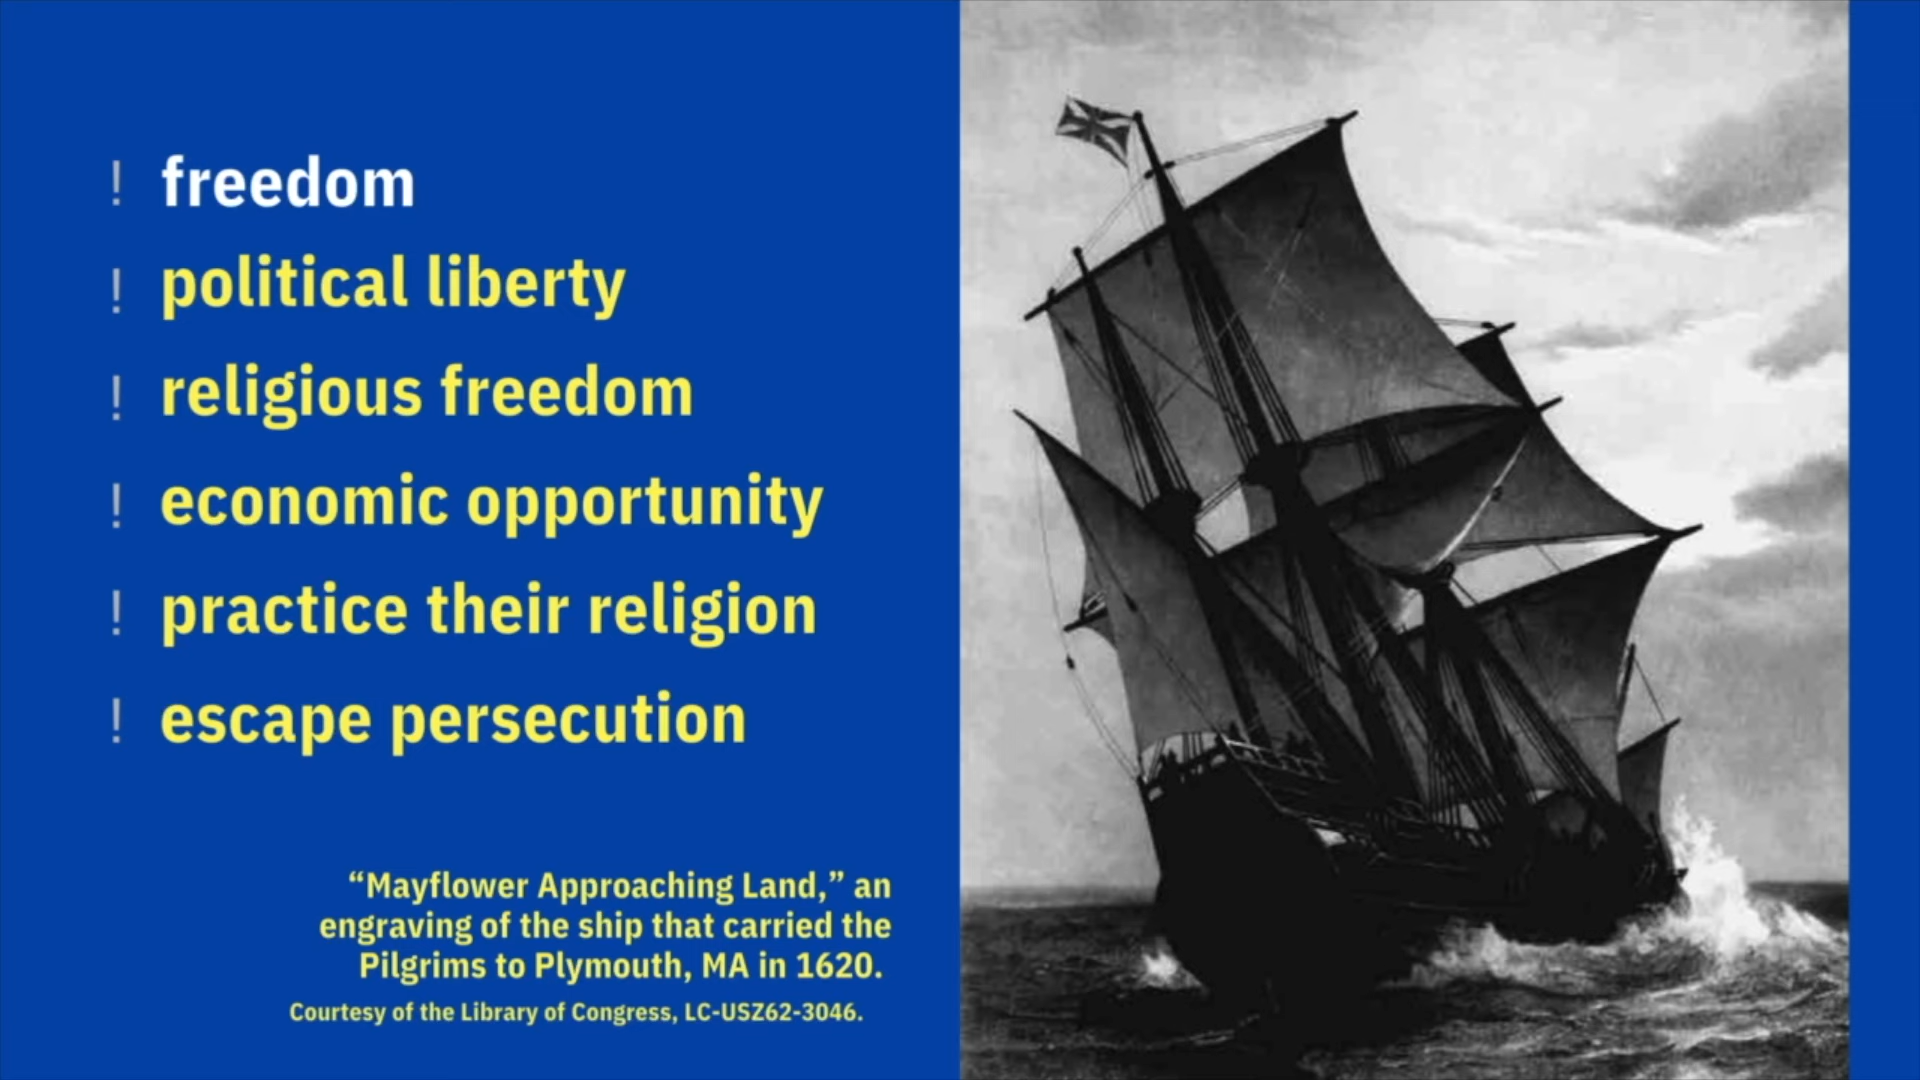 ! freedom
! political liberty
! religious freedom
! economic opportunity
! practice their religion
! escape persecution
“Mayflower Approaching Land,” an
engraving of the ship that carried the
Pilgrims to Plymouth, MA in 1620.
Courtesy of the Library of Congress, LC-USZ62-3046.